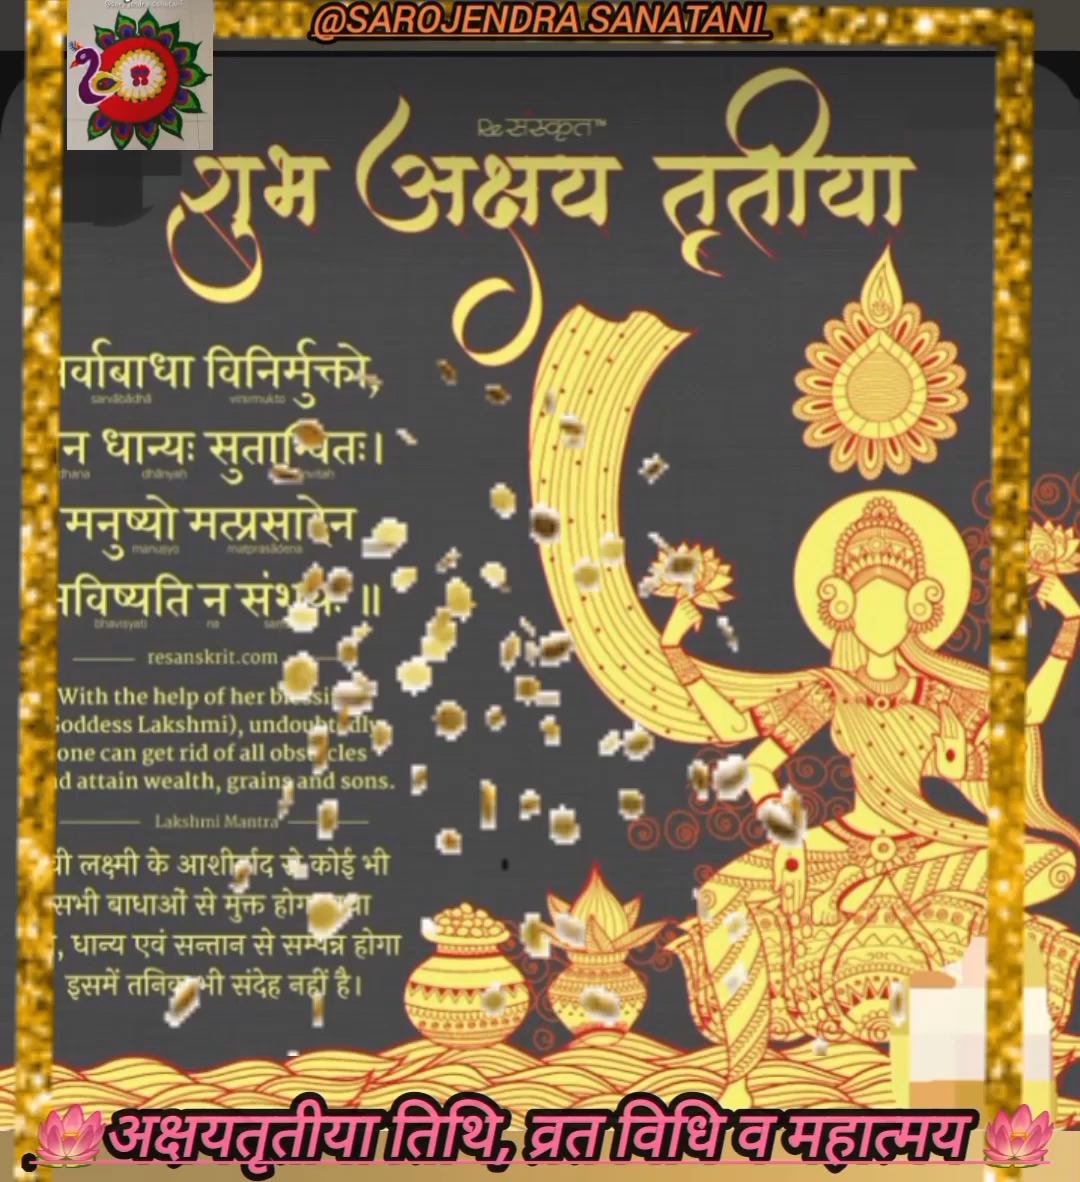 @SAROJENDRA SANATANI
Reसंस्कृत™
शुभ अक्षय तृतीया
र्वाबाधा विनिर्मुक्तो,
sarvābādhā
न धान्यः सुतान्वितः।
dhana dhānyaḥ
मनुष्यो मत्प्रसादेन
manuṣyo matprasādena
भविष्यति न संशयः ॥
bhaviṣyati na
resanskrit.com
With the help of her blessi
Goddess Lakshmi), undoubtedly
one can get rid of all obstacles
d attain wealth, grains and sons.
Lakshmi Mantra
वी लक्ष्मी के आशीर्वाद से कोई भी
सभी बाधाओं से मुक्त होग
, धान्य एवं सन्तान से सम्पन्न होगा
इसमें तनिक भी संदेह नहीं है।
अक्षयतृतीया तिथि, व्रत विधि व महात्मय